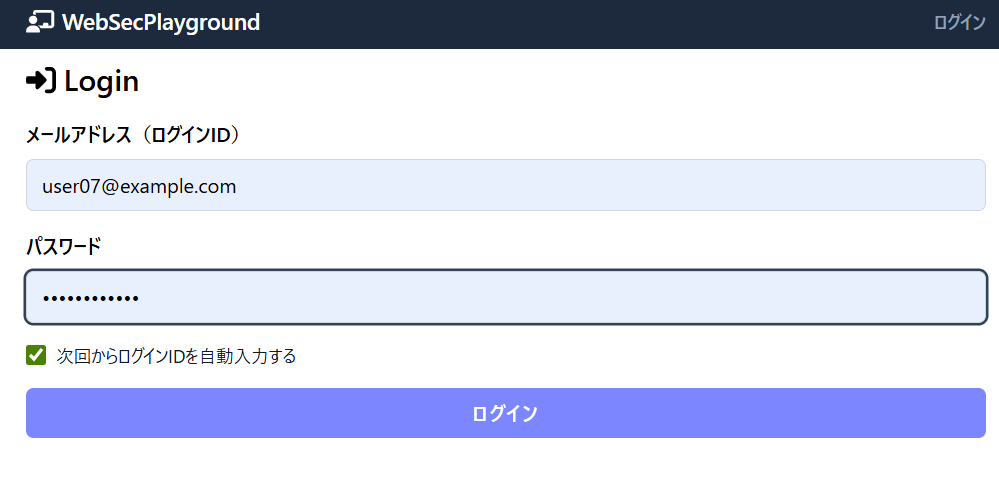 WebSecPlayground
ログイン
Login
メールアドレス（ログインID）
user07@example.com
パスワード
••••••••••••
次回からログインIDを自動入力する
ログイン